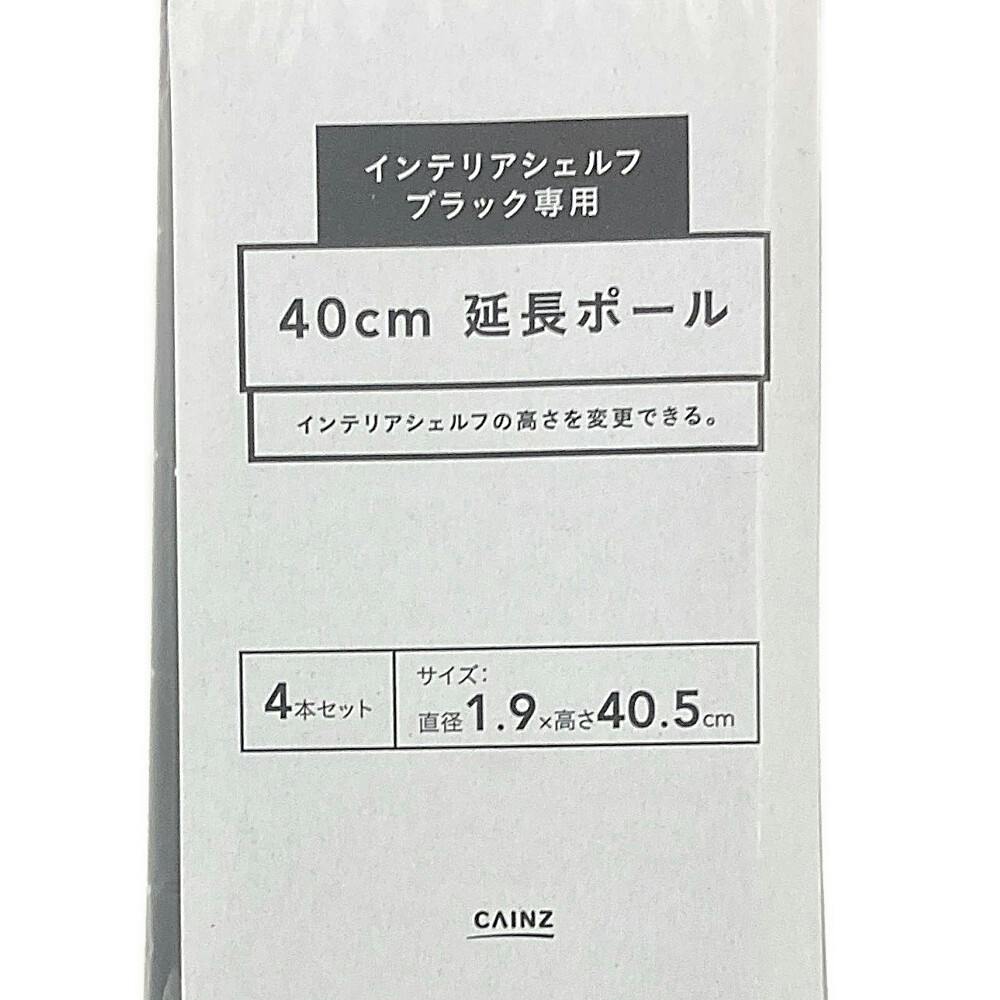 インテリアシェルフ
ブラック専用
40cm 延長ポール
インテリアシェルフの高さを変更できる。
4本セット
サイズ:
直径1.9×高さ40.5cm
CAINZ